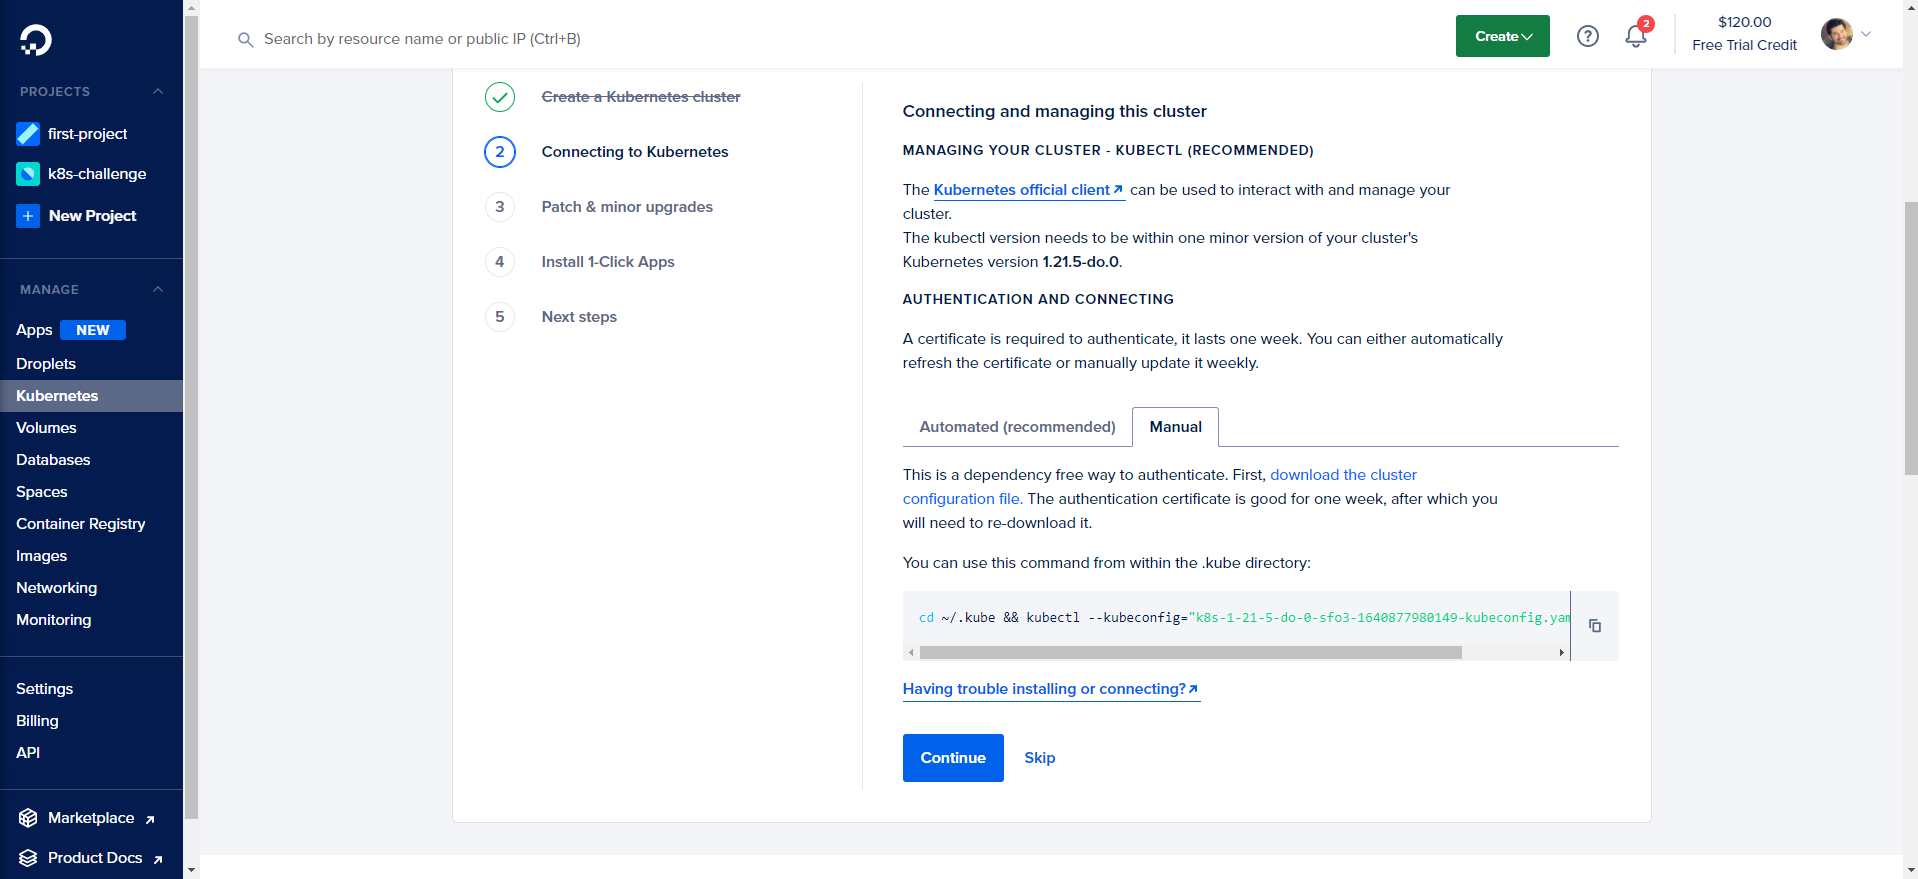 Search by resource name or public IP (Ctrl+B)
Create
2
$120.00
Free Trial Credit
PROJECTS
first-project
k8s-challenge
New Project
MANAGE
Apps NEW
Droplets
Kubernetes
Volumes
Databases
Spaces
Container Registry
Images
Networking
Monitoring
Settings
Billing
API
Marketplace
Product Docs
Create a Kubernetes cluster
2 Connecting to Kubernetes
3 Patch & minor upgrades
4 Install 1-Click Apps
5 Next steps
Connecting and managing this cluster
MANAGING YOUR CLUSTER - KUBECTL (RECOMMENDED)
The Kubernetes official client can be used to interact with and manage your
cluster.
The kubectl version needs to be within one minor version of your cluster's
Kubernetes version 1.21.5-do.0.
AUTHENTICATION AND CONNECTING
A certificate is required to authenticate, it lasts one week. You can either automatically
refresh the certificate or manually update it weekly.
Automated (recommended) Manual
This is a dependency free way to authenticate. First, download the cluster
configuration file. The authentication certificate is good for one week, after which you
will need to re-download it.
You can use this command from within the .kube directory:
cd ~/.kube && kubectl --kubeconfig="k8s-1-21-5-do-0-sfo3-1640877980149-kubeconfig.yam
Having trouble installing or connecting?
Continue Skip